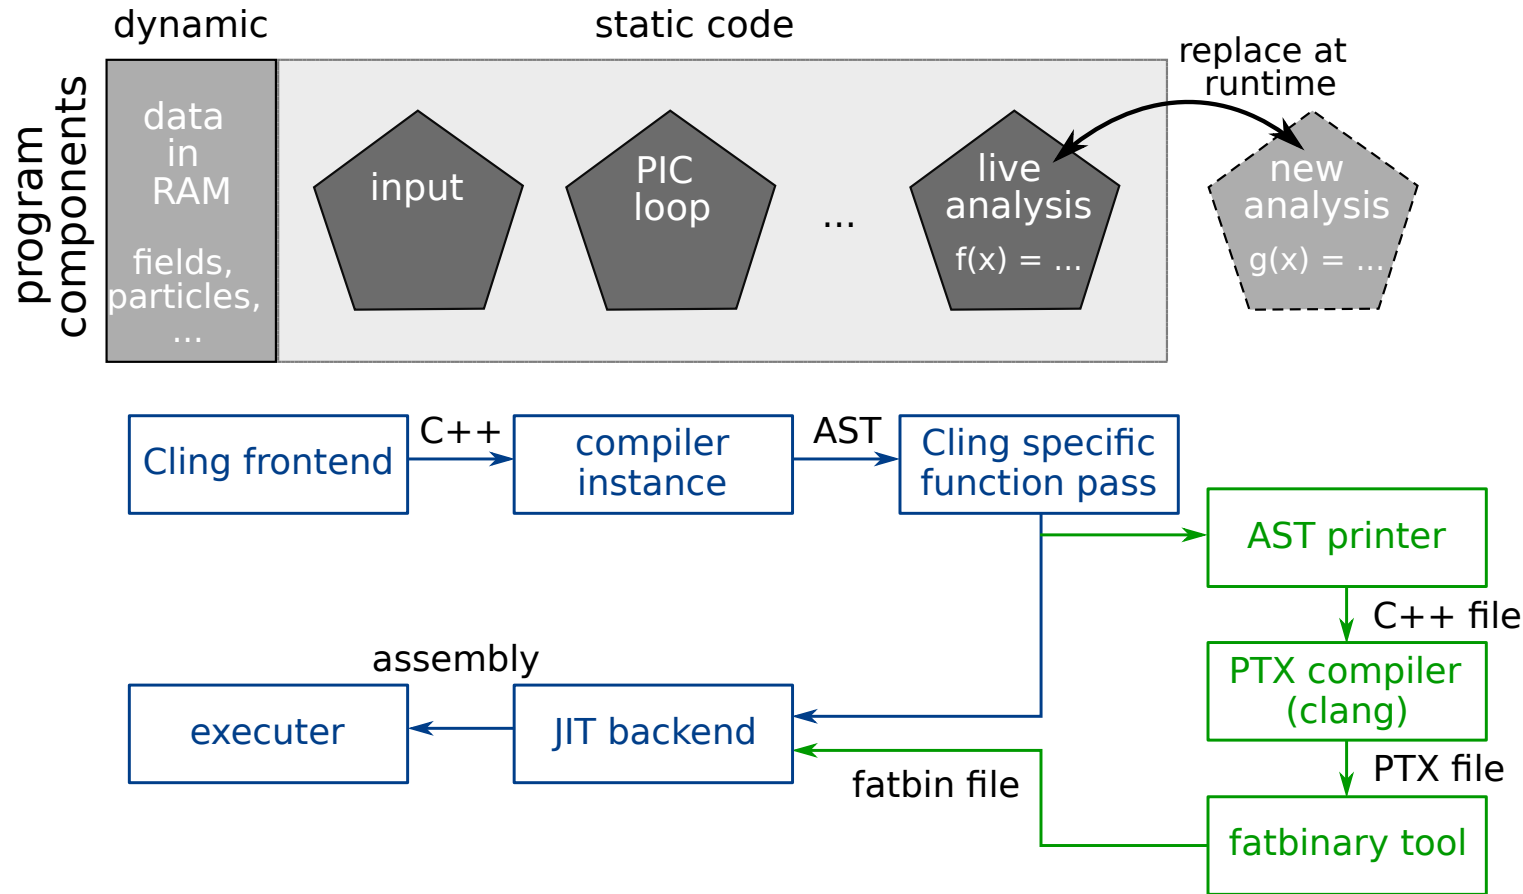 dynamic
static code
replace at
runtime
program
components
data
in
RAM
fields,
particles,
...
input
PIC
loop
...
live
analysis
f(x) = ...
new
analysis
g(x) = ...
Cling frontend
C++
compiler
instance
AST
Cling specific
function pass
AST printer
C++ file
PTX compiler
(clang)
PTX file
fatbinary tool
fatbin file
JIT backend
assembly
executer